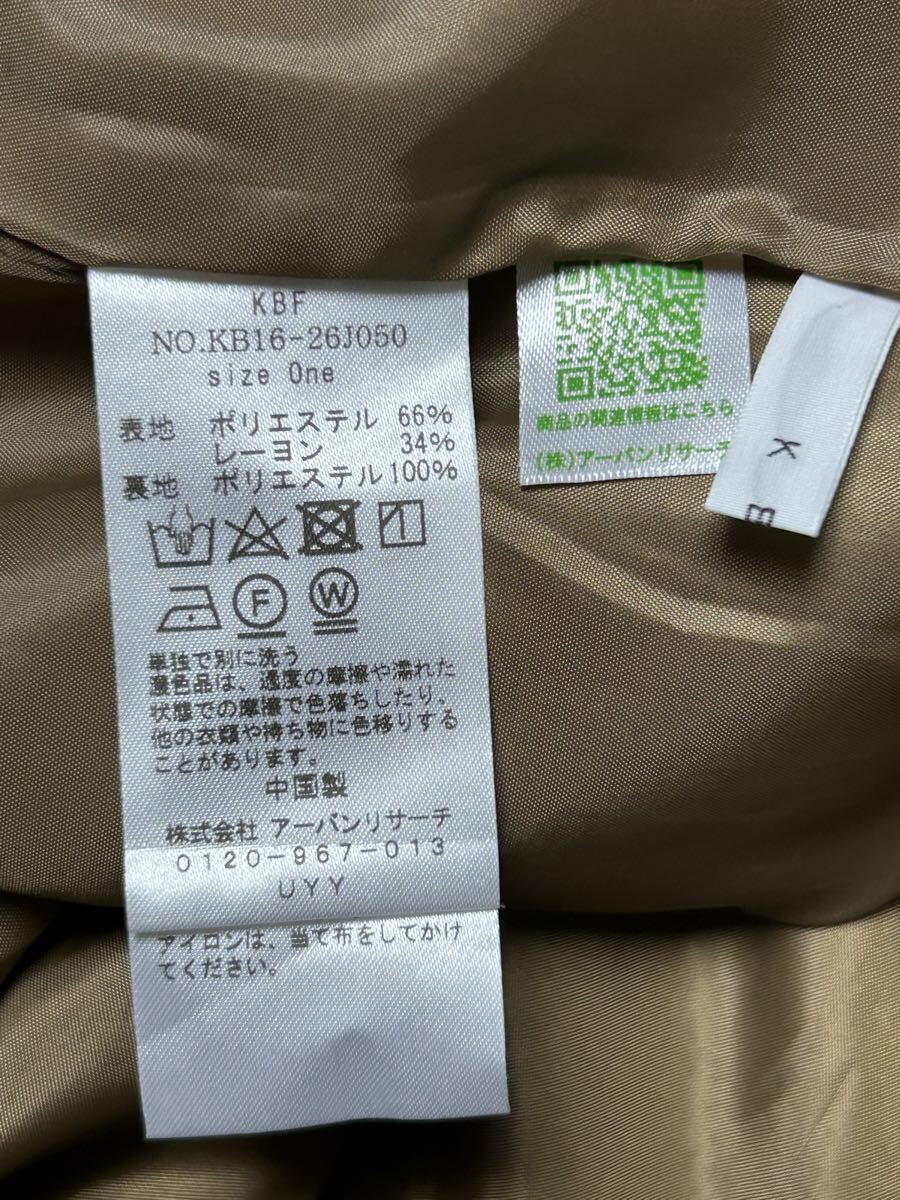 KBF
NO.KB16-26J050
size One
表地 ポリエステル 66%
レーヨン 34%
裏地 ポリエステル 100%
F W
単独で別に洗う
濃色品は、過度の摩擦や濡れた
状態での摩擦で色落ちしたり、
他の衣類や持ち物に色移りする
ことがあります。
中国製
株式会社 アーバンリサーチ
0120-967-013
UYY
アイロンは、当て布をしてかけ
てください。
商品の関連情報はこちら
(株)アーバンリサーチ
K
B